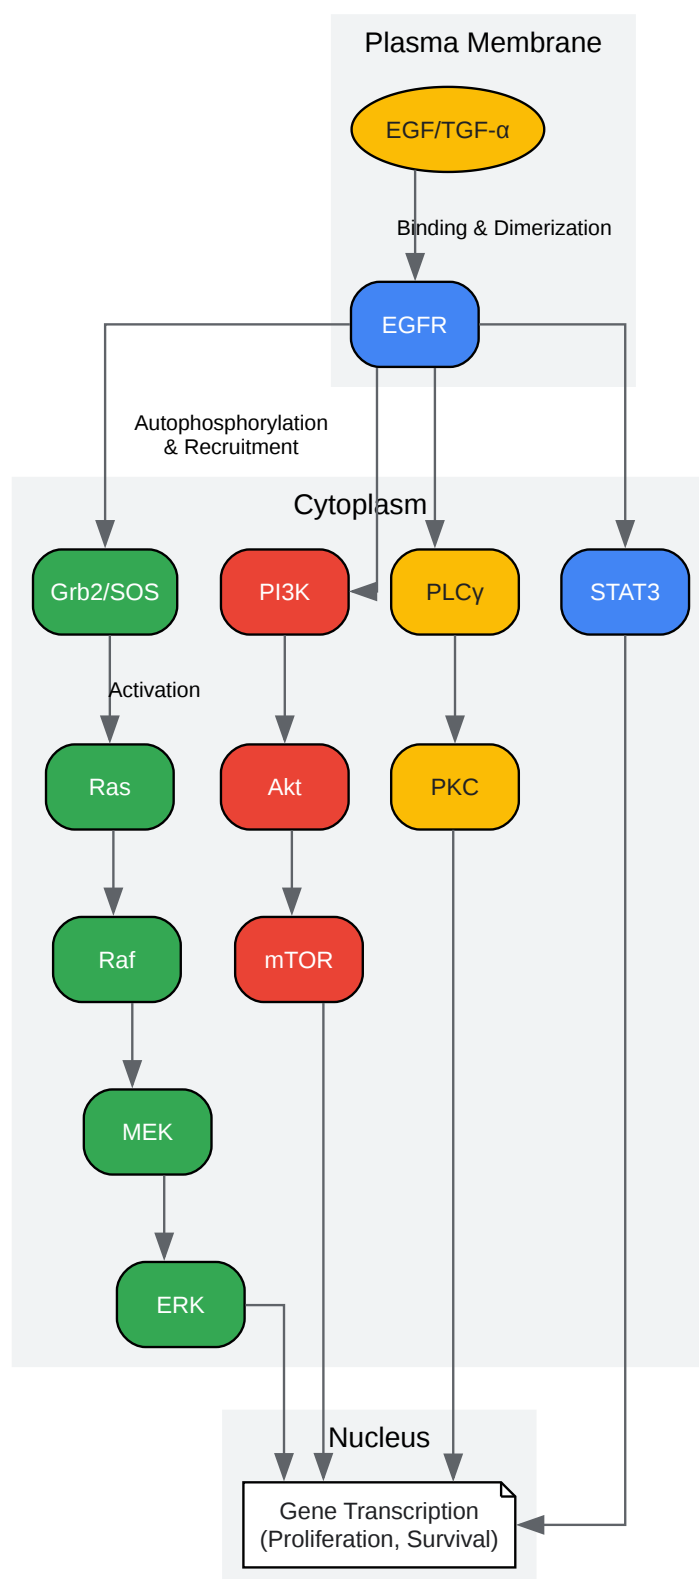 Plasma Membrane
EGF/TGF-α
Binding & Dimerization
EGFR
Autophosphorylation
& Recruitment
Cytoplasm
Grb2/SOS
PI3K
PLCγ
STAT3
Activation
Ras
Akt
PKC
Raf
mTOR
MEK
ERK
Nucleus
Gene Transcription
(Proliferation, Survival)